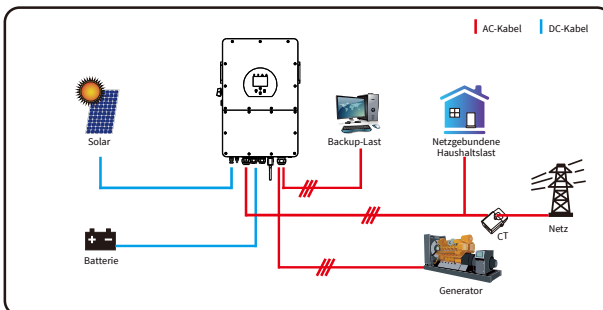 AC-Kabel
DC-Kabel
Solar
Backup-Last
Netzgebundene
Haushaltslast
Netz
CT
Batterie
Generator